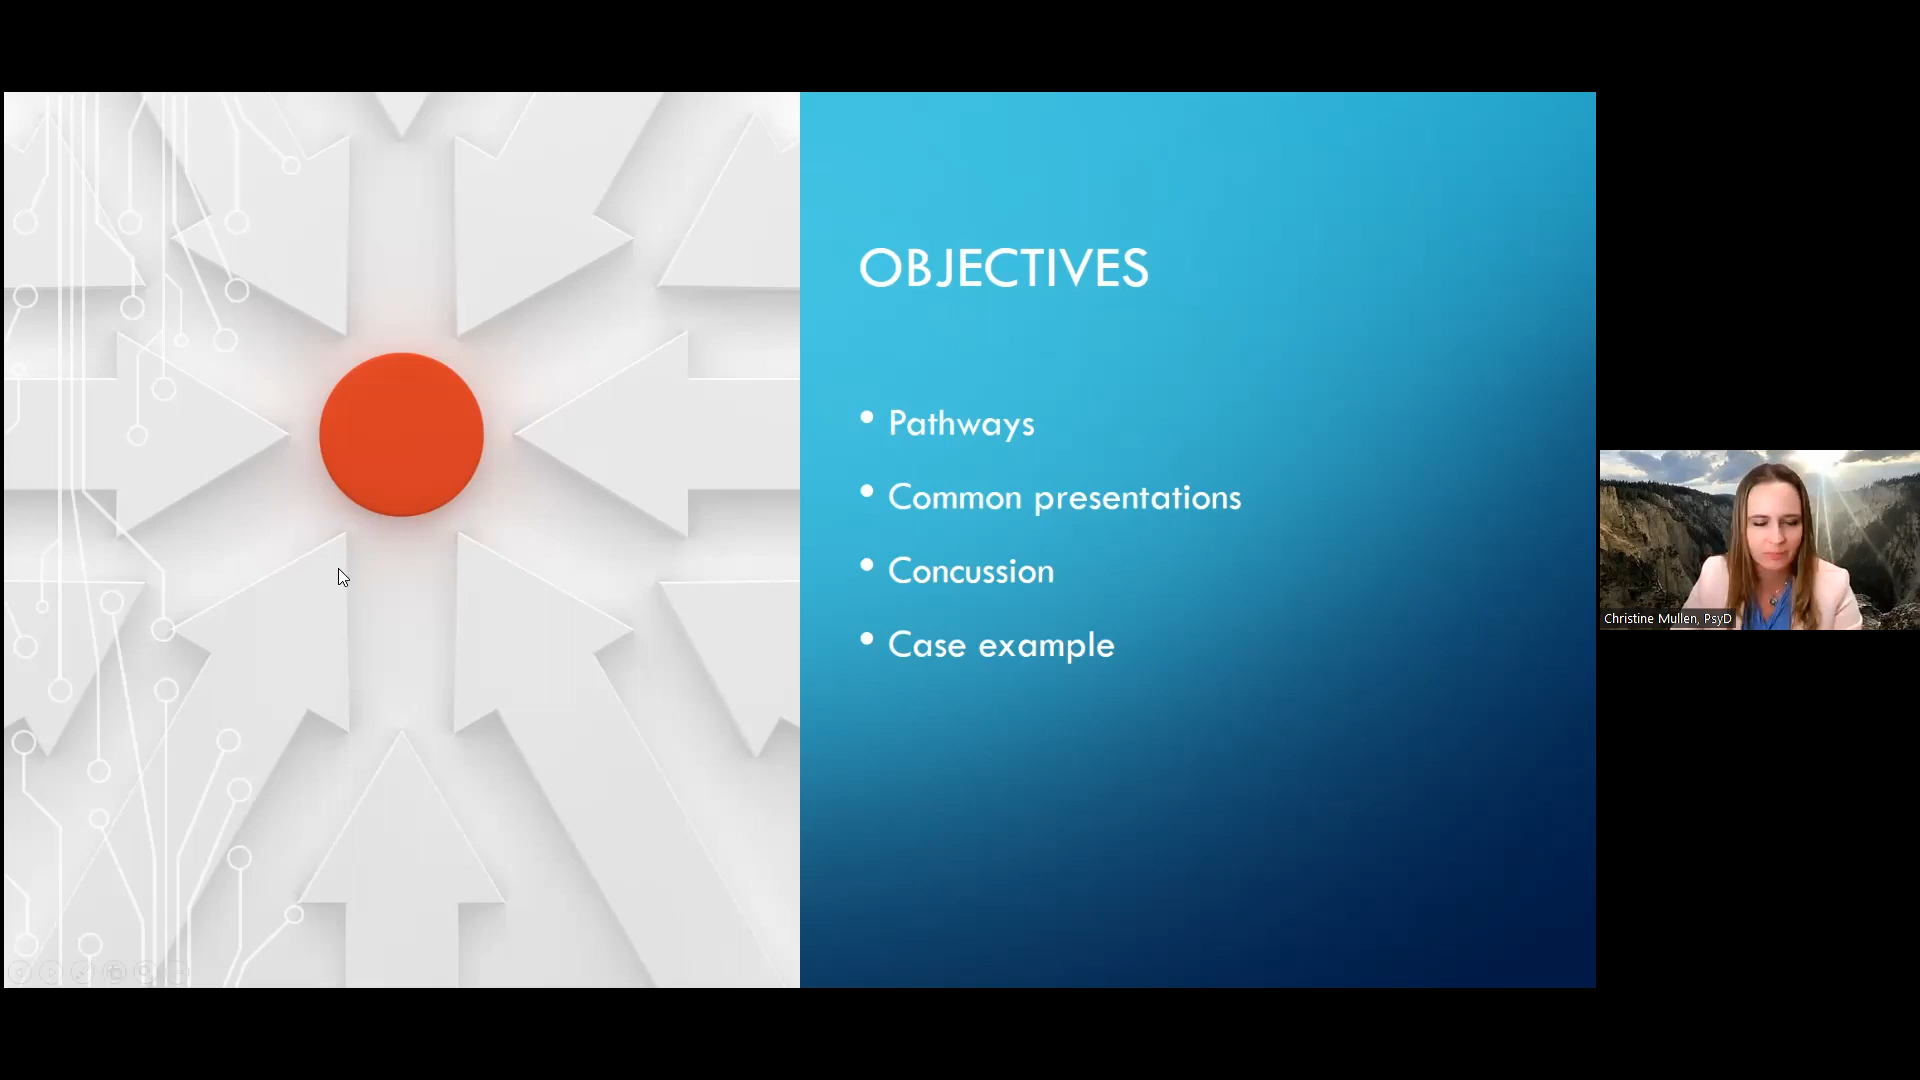 OBJECTIVES
• Pathways
• Common presentations
• Concussion
• Case example
Christine Mullen, PsyD